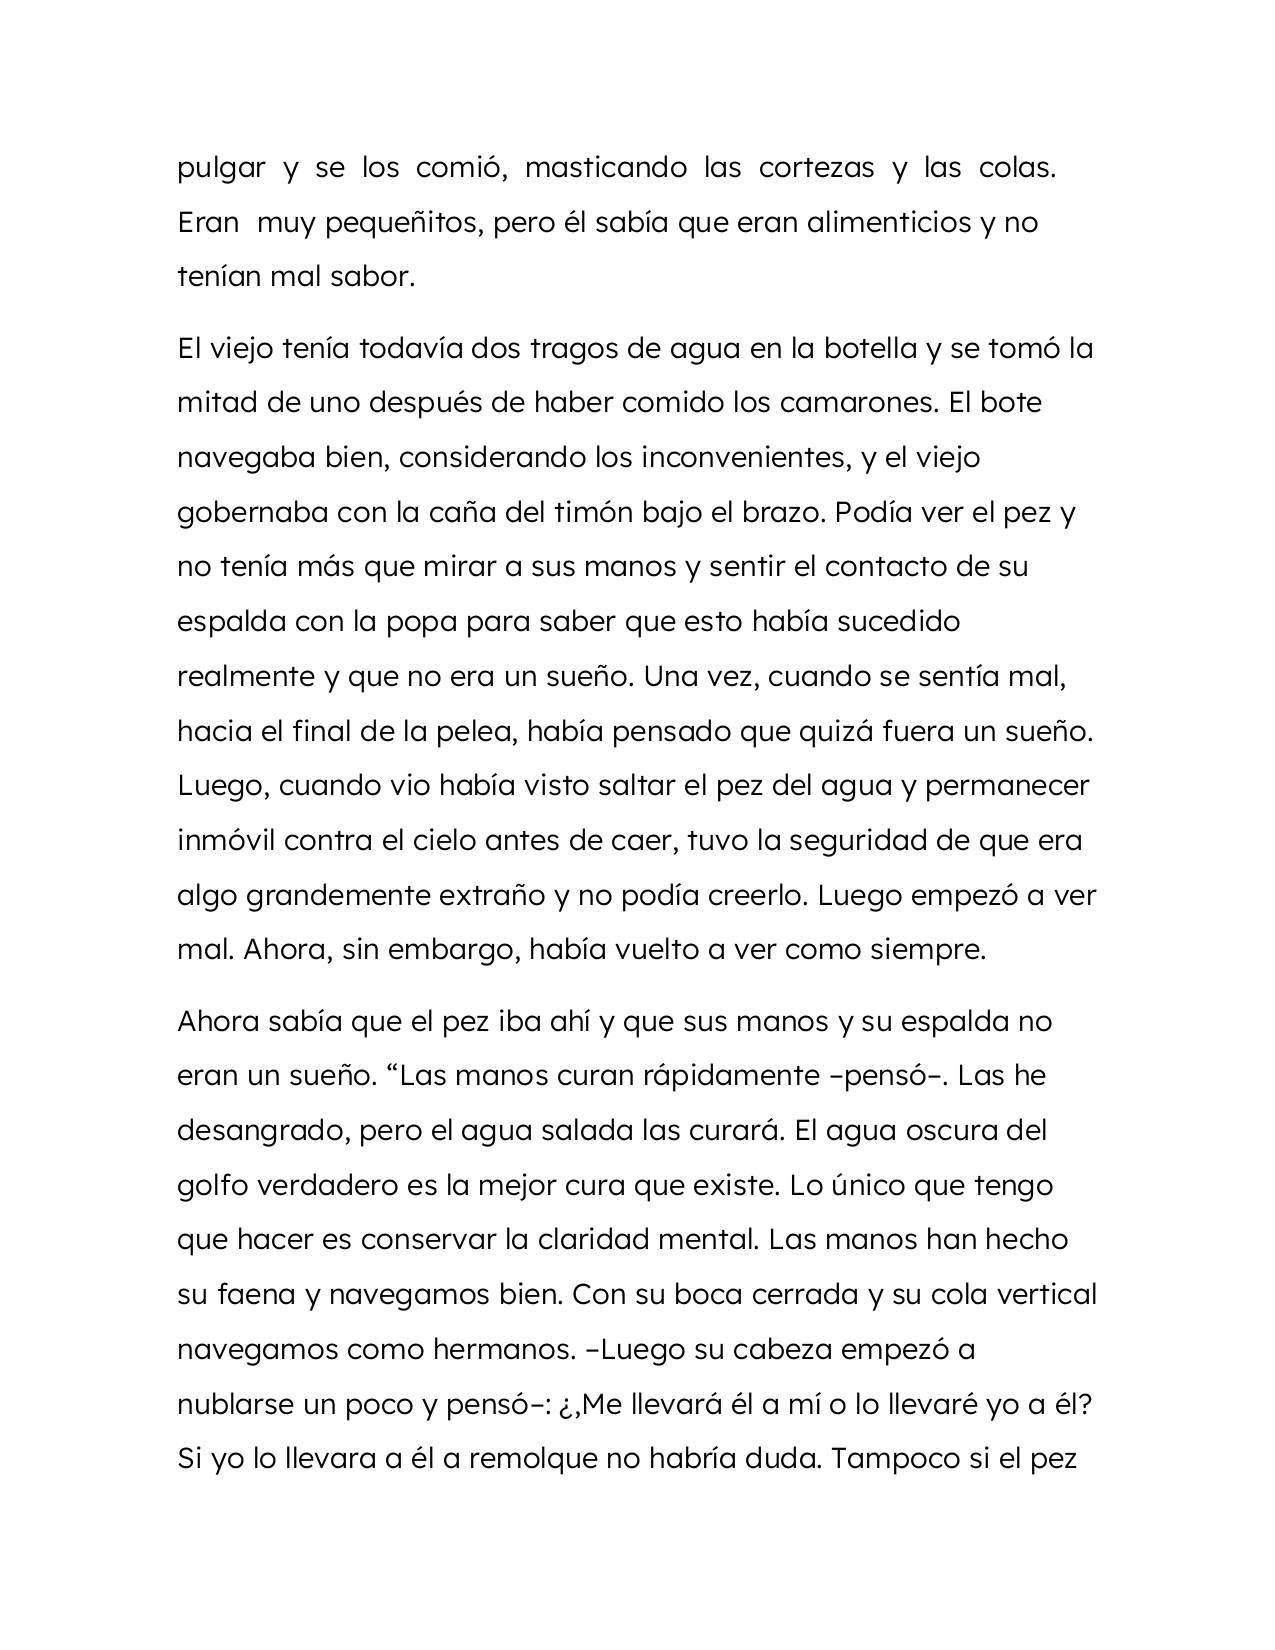 pulgar y se los comió, masticando las cortezas y las colas.
Eran muy pequeñitos, pero él sabía que eran alimenticios y no
tenían mal sabor.
El viejo tenía todavía dos tragos de agua en la botella y se tomó la
mitad de uno después de haber comido los camarones. El bote
navegaba bien, considerando los inconvenientes, y el viejo
gobernaba con la caña del timón bajo el brazo. Podía ver el pez y
no tenía más que mirar a sus manos y sentir el contacto de su
espalda con la popa para saber que esto había sucedido
realmente y que no era un sueño. Una vez, cuando se sentía mal,
hacia el final de la pelea, había pensado que quizá fuera un sueño.
Luego, cuando vio había visto saltar el pez del agua y permanecer
inmóvil contra el cielo antes de caer, tuvo la seguridad de que era
algo grandemente extraño y no podía creerlo. Luego empezó a ver
mal. Ahora, sin embargo, había vuelto a ver como siempre.
Ahora sabía que el pez iba ahí y que sus manos y su espalda no
eran un sueño. “Las manos curan rápidamente –pensó–. Las he
desangrado, pero el agua salada las curará. El agua oscura del
golfo verdadero es la mejor cura que existe. Lo único que tengo
que hacer es conservar la claridad mental. Las manos han hecho
su faena y navegamos bien. Con su boca cerrada y su cola vertical
navegamos como hermanos. –Luego su cabeza empezó a
nublarse un poco y pensó–: ¿,Me llevará él a mí o lo llevaré yo a él?
Si yo lo llevara a él a remolque no habría duda. Tampoco si el pez